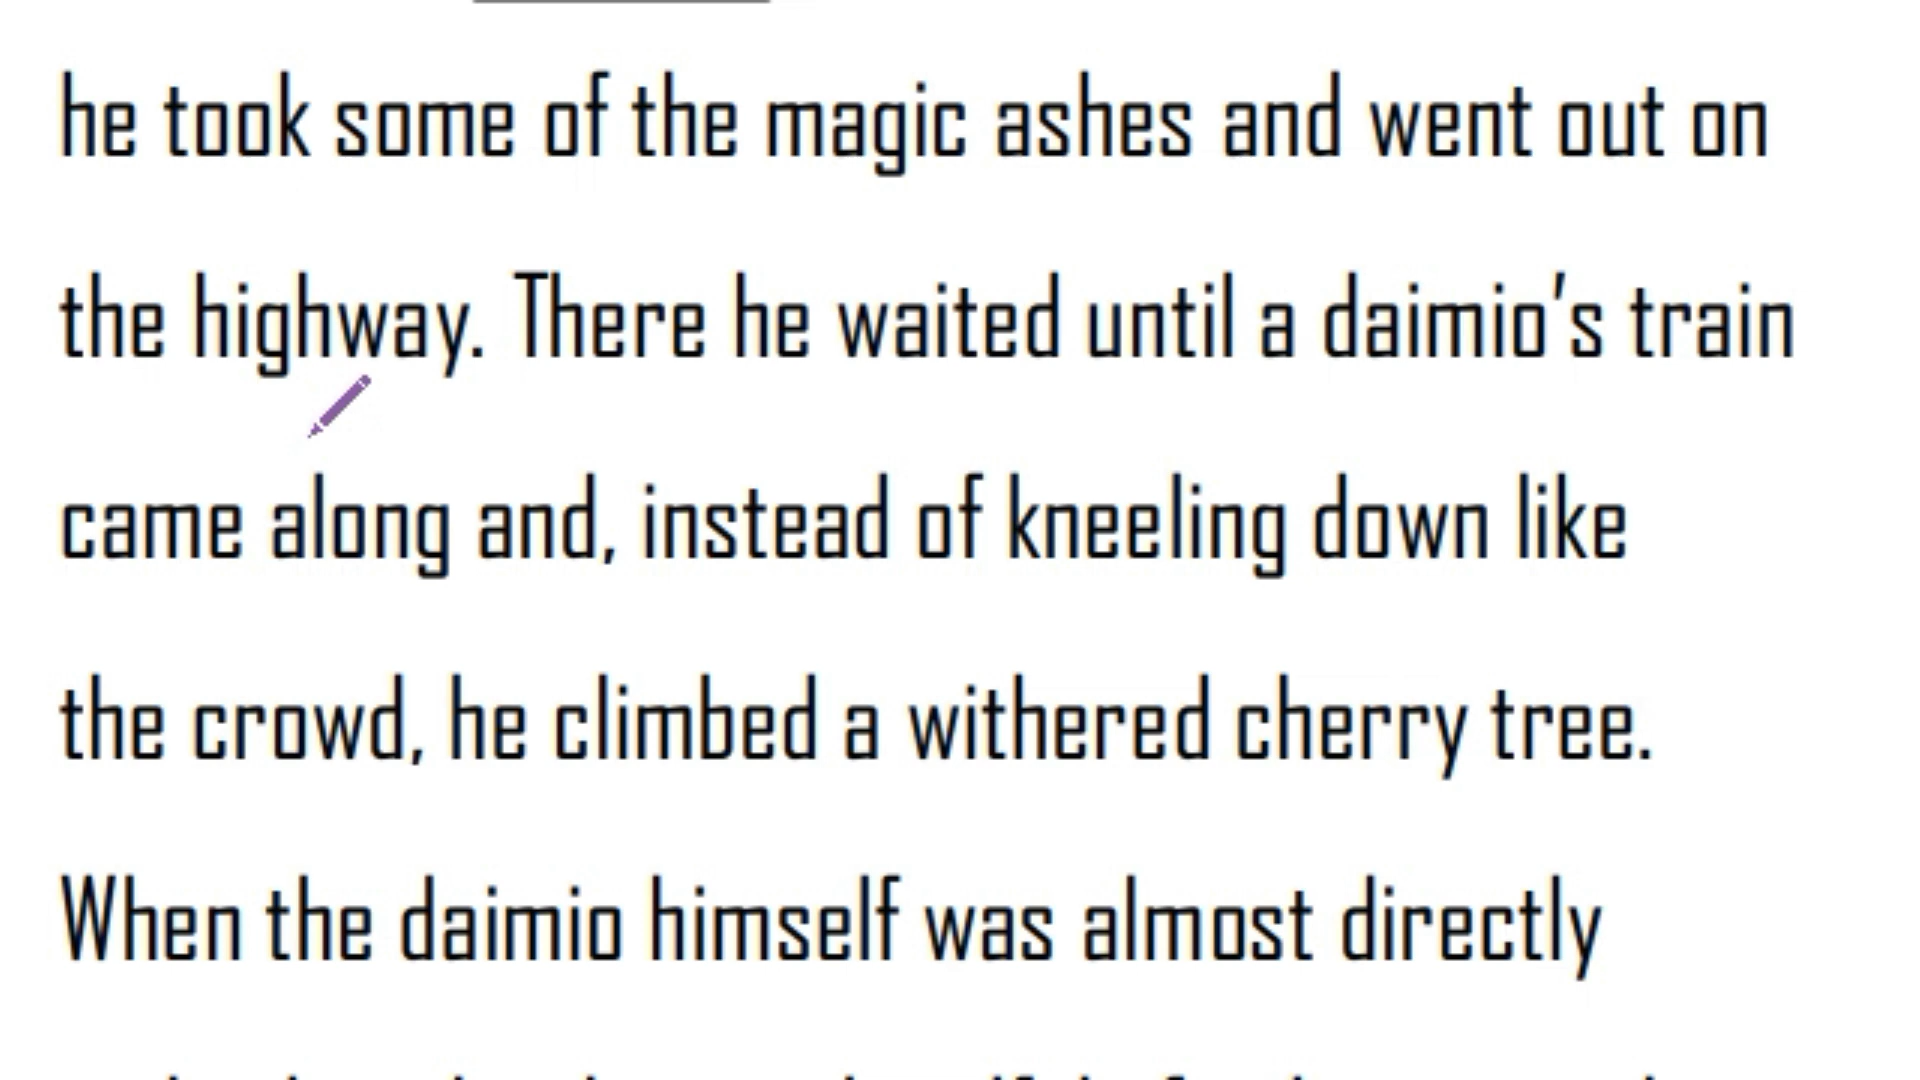 he took some of the magic ashes and went out on
the highway. There he waited until a daimio’s train
came along and, instead of kneeling down like
the crowd, he climbed a withered cherry tree.
When the daimio himself was almost directly